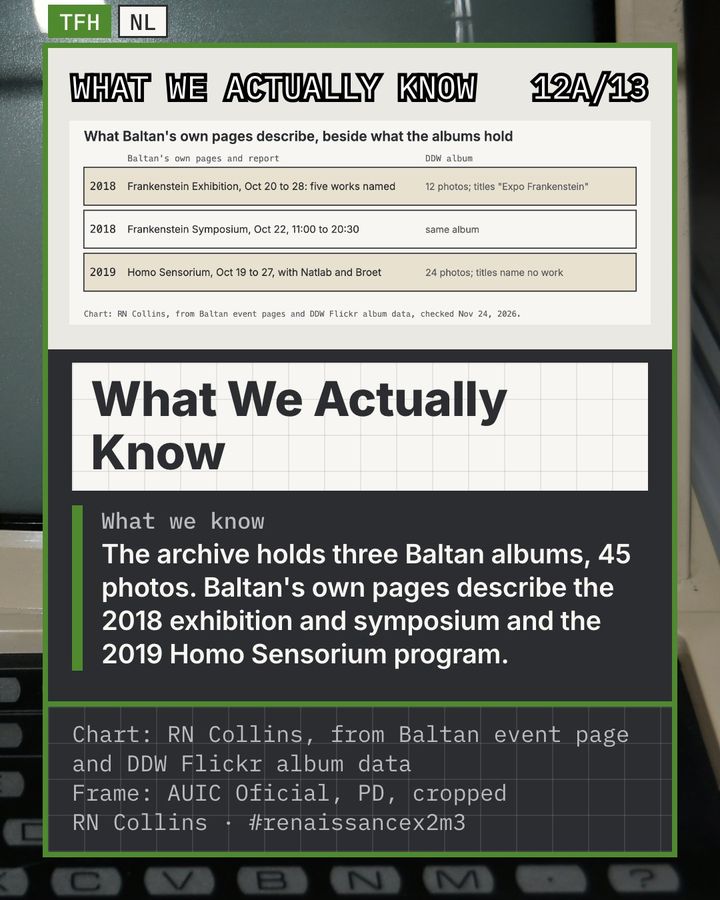 TFH NL
WHAT WE ACTUALLY KNOW 12A/13
What Baltan's own pages describe, beside what the albums hold
Baltan's own pages and report DDW album
2018 Frankenstein Exhibition, Oct 20 to 28: five works named 12 photos; titles "Expo Frankenstein"
2018 Frankenstein Symposium, Oct 22, 11:00 to 20:30 same album
2019 Homo Sensorium, Oct 19 to 27, with Natlab and Broet 24 photos; titles name no work
Chart: RN Collins, from Baltan event pages and DDW Flickr album data, checked Nov 24, 2026.
What We Actually
Know
What we know
The archive holds three Baltan albums, 45
photos. Baltan's own pages describe the
2018 exhibition and symposium and the
2019 Homo Sensorium program.
Chart: RN Collins, from Baltan event page
and DDW Flickr album data
Frame: AUIC Oficial, PD, cropped
RN Collins · #renaissancex2m3
C V B N M . ?